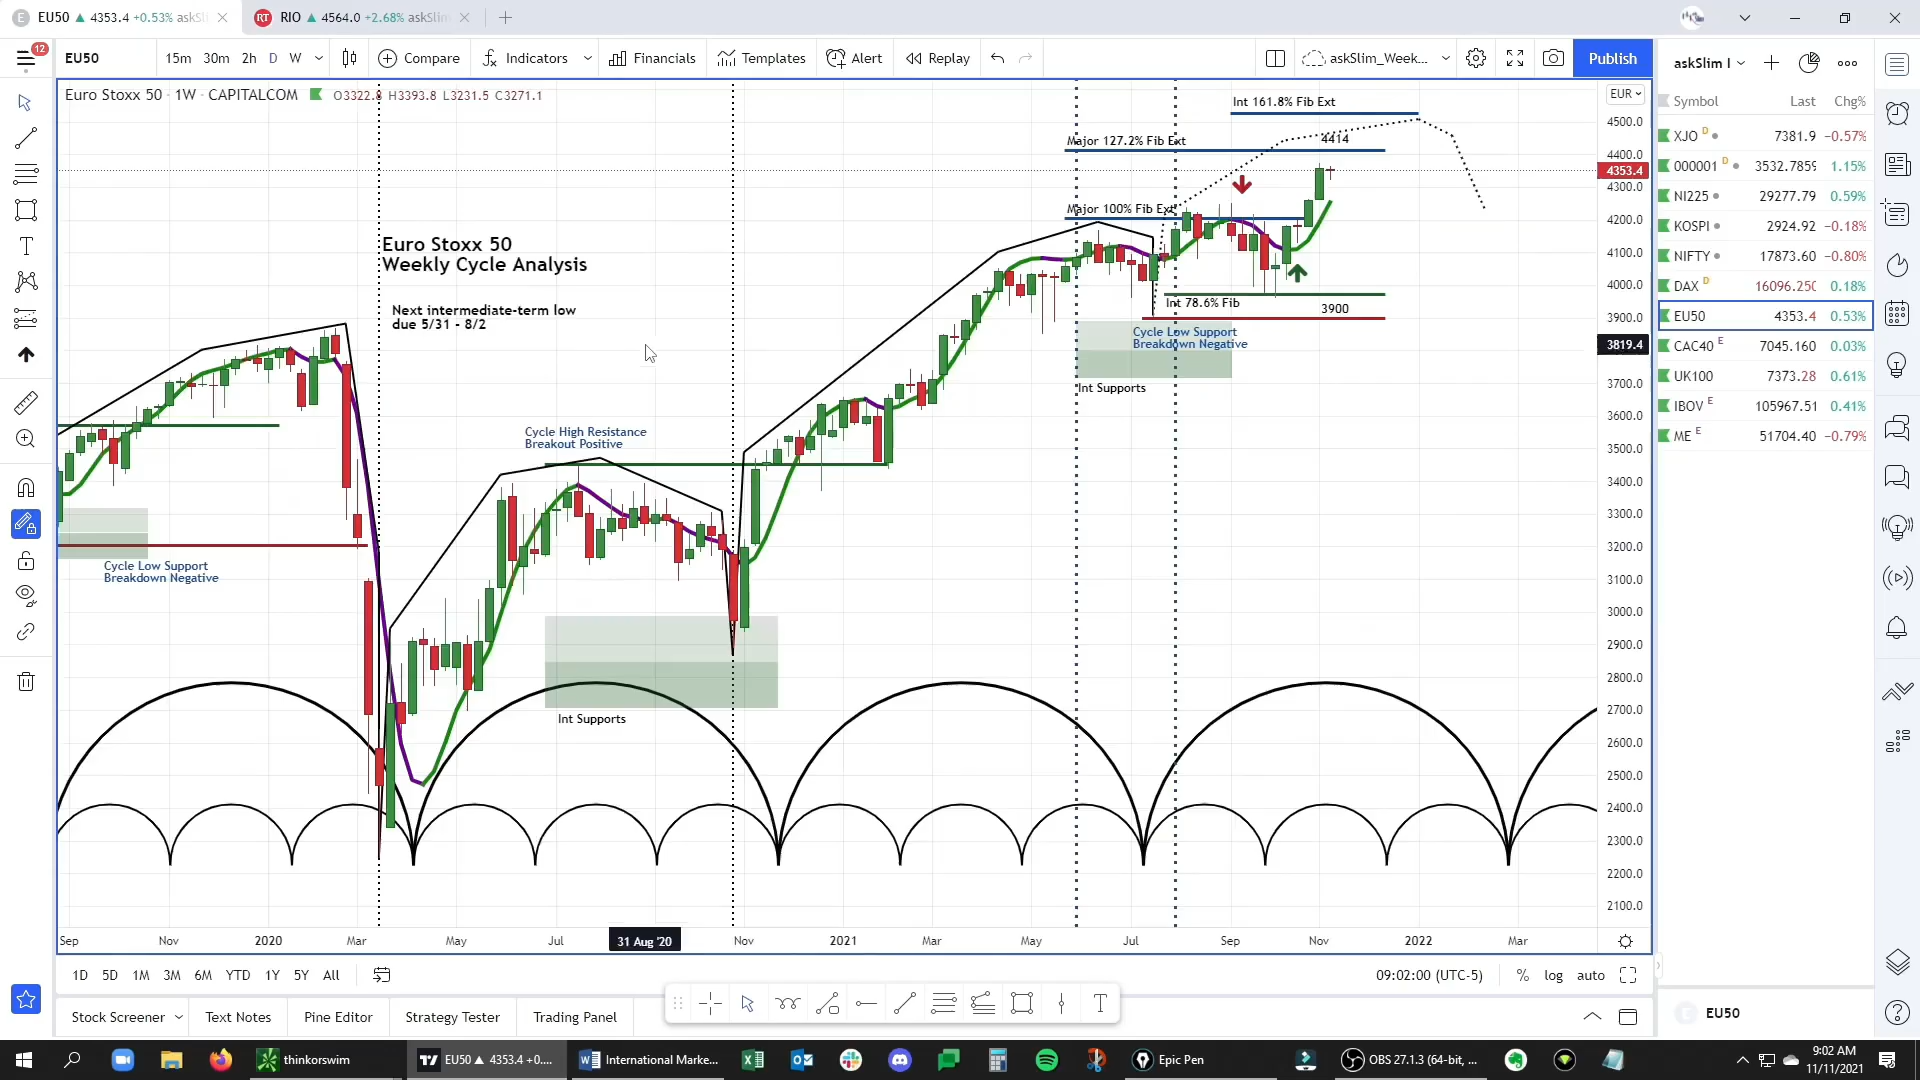 EU50 ▲ 4353.4 +0.53% askSli
RIO ▲ 4564.0 +2.68% askSlim
12
EU50
15m 30m 2h D W
Compare
Indicators
Financials
Templates
Alert
Replay
askSlim_Week...
Publish
Euro Stoxx 50 · 1W · CAPITALCOM
O3322.8 H3393.8 L3231.5 C3271.1
EUR
Int 161.8% Fib Ext
Major 127.2% Fib Ext
4414
Major 100% Fib Ext
Euro Stoxx 50
Weekly Cycle Analysis
Next intermediate-term low
due 5/31 - 8/2
Int 78.6% Fib
3900
Cycle Low Support
Breakdown Negative
Int Supports
Cycle High Resistance
Breakout Positive
Cycle Low Support
Breakdown Negative
Int Supports
4500.0
4400.0
4353.4
4300.0
4200.0
4100.0
4000.0
3900.0
3819.4
3700.0
3600.0
3500.0
3400.0
3300.0
3200.0
3100.0
3000.0
2900.0
2800.0
2700.0
2600.0
2500.0
2400.0
2300.0
2200.0
2100.0
Sep Nov 2020 Mar May Jul 31 Aug '20 Nov 2021 Mar May Jul Sep Nov 2022 Mar
1D 5D 1M 3M 6M YTD 1Y 5Y All
09:02:00 (UTC-5) % log auto
Stock Screener
Text Notes
Pine Editor
Strategy Tester
Trading Panel
askSlim I
Symbol Last Chg%
XJO D 7381.9 −0.57%
000001 D 3532.7859 1.15%
NI225 29277.79 0.59%
KOSPI 2924.92 −0.18%
NIFTY 17873.60 −0.80%
DAX D 16096.250 0.18%
EU50 4353.4 0.53%
CAC40 E 7045.160 0.03%
UK100 7373.28 0.61%
IBOV E 105967.51 0.41%
ME E 51704.40 −0.79%
EU50
thinkorswim
EU50 ▲ 4353.4 +0....
International Marke...
Epic Pen
OBS 27.1.3 (64-bit, ...
9:02 AM
11/11/2021